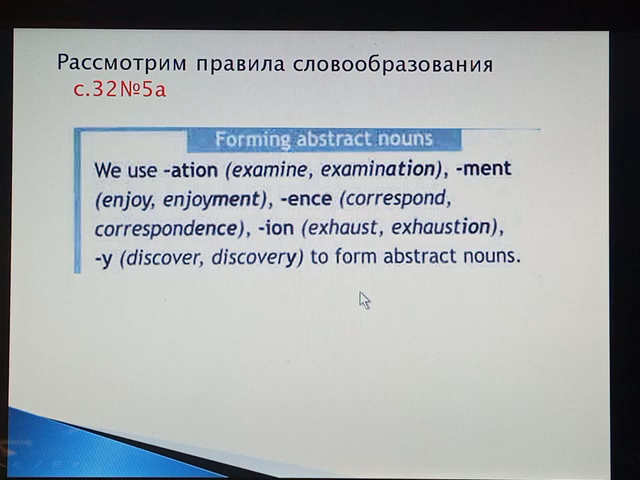 Рассмотрим правила словообразования
с.32№5а
Forming abstract nouns
We use -ation (examine, examination), -ment
(enjoy, enjoyment), -ence (correspond,
correspondence), -ion (exhaust, exhaustion),
-y (discover, discovery) to form abstract nouns.